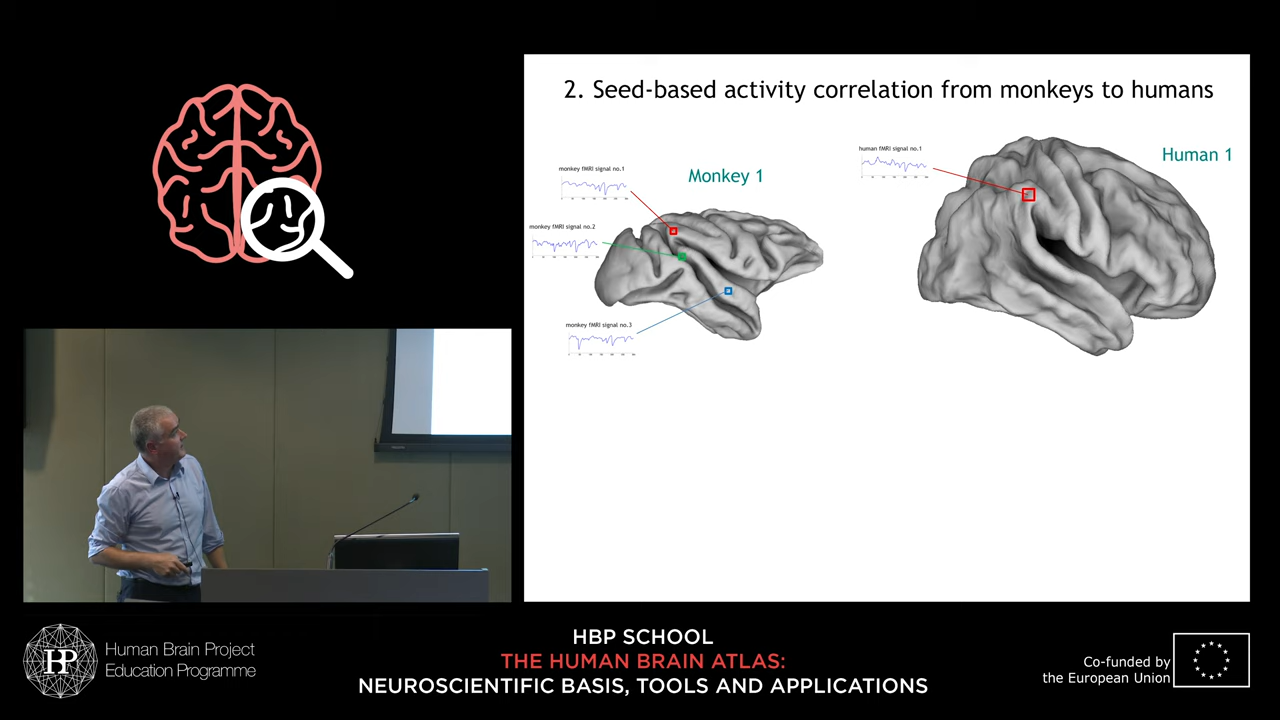 2. Seed-based activity correlation from monkeys to humans
human fMRI signal no.1
Human 1
monkey fMRI signal no.1
Monkey 1
monkey fMRI signal no.2
monkey fMRI signal no.3
HBP
Human Brain Project
Education Programme
HBP SCHOOL
THE HUMAN BRAIN ATLAS:
NEUROSCIENTIFIC BASIS, TOOLS AND APPLICATIONS
Co-funded by
the European Union